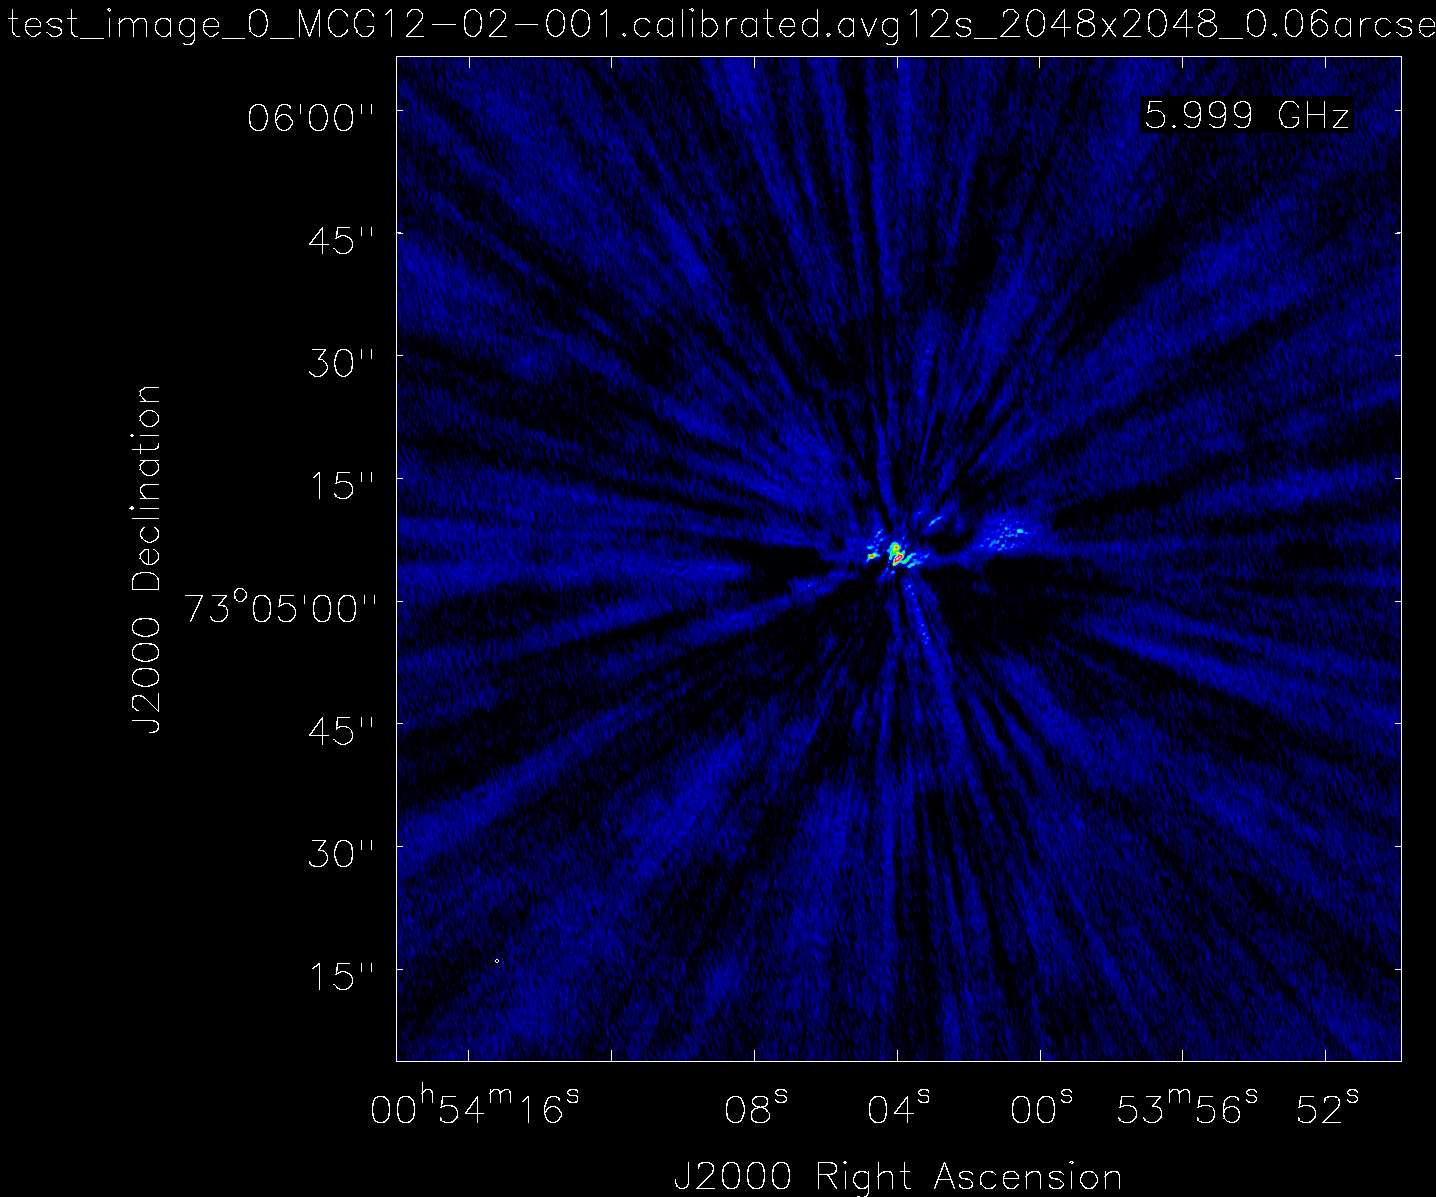 test_image_0_MCG12-02-001.calibrated.avg12s_2048x2048_0.06arcse
5.999 GHz
06'00''
45''
30''
15''
73°05'00''
45''
30''
15''
J2000 Declination
00ʰ54ᵐ16ˢ 08ˢ 04ˢ 00ˢ 53ᵐ56ˢ 52ˢ
J2000 Right Ascension